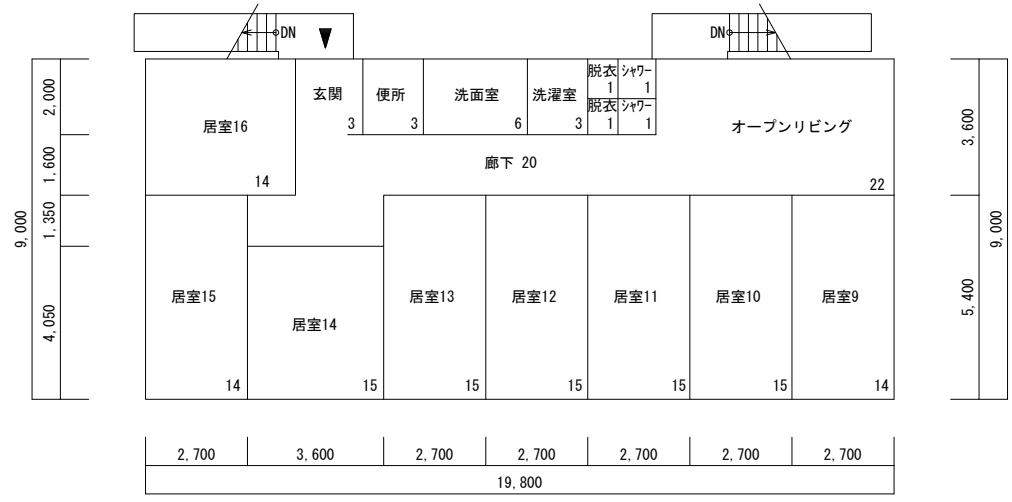 DN
DN
玄関
3
便所
3
洗面室
6
洗濯室
3
脱衣
1
シャワー
1
脱衣
1
シャワー
1
居室16
14
オープンリビング
22
廊下 20
居室15
14
居室14
15
居室13
15
居室12
15
居室11
15
居室10
15
居室9
14
9,000
2,000
1,600
1,350
4,050
3,600
5,400
9,000
2,700
3,600
2,700
2,700
2,700
2,700
2,700
19,800